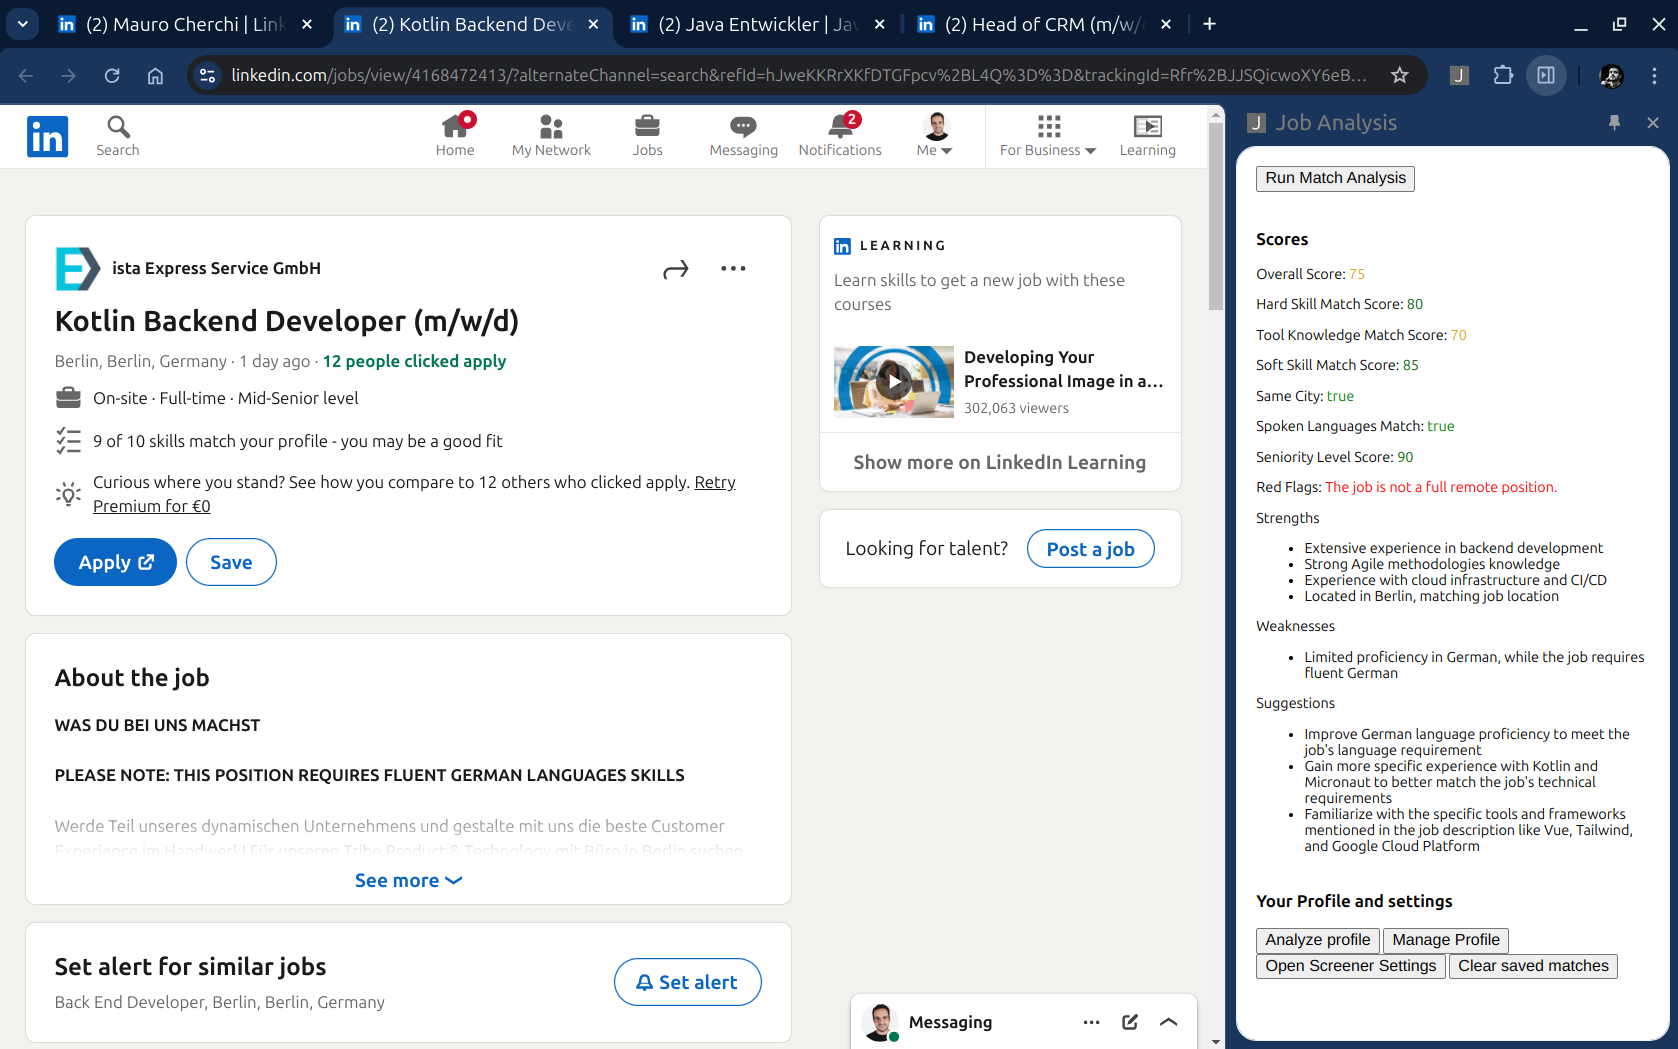 (2) Mauro Cherchi | Link
(2) Kotlin Backend Deve
(2) Java Entwickler | Jav
(2) Head of CRM (m/w/d
linkedin.com/jobs/view/4168472413/?alternateChannel=search&refId=hJweKKRrXKfDTGFpcv%2BL4Q%3D%3D&trackingId=Rfr%2BJJSQicwoXY6eB...
J
in
Search
Home
My Network
Jobs
Messaging
2
Notifications
Me
For Business
Learning
ista Express Service GmbH
Kotlin Backend Developer (m/w/d)
Berlin, Berlin, Germany · 1 day ago · 12 people clicked apply
On-site · Full-time · Mid-Senior level
9 of 10 skills match your profile - you may be a good fit
Curious where you stand? See how you compare to 12 others who clicked apply. Retry
Premium for €0
Apply
Save
About the job
WAS DU BEI UNS MACHST
PLEASE NOTE: THIS POSITION REQUIRES FLUENT GERMAN LANGUAGES SKILLS
Werde Teil unseres dynamischen Unternehmens und gestalte mit uns die beste Customer
Experience im Handwerk! Für unseren Tribe Product & Technology mit Büro in Berlin suchen
See more
Set alert for similar jobs
Back End Developer, Berlin, Berlin, Germany
Set alert
in LEARNING
Learn skills to get a new job with these
courses
Developing Your
Professional Image in a...
302,063 viewers
Show more on LinkedIn Learning
Looking for talent?
Post a job
Messaging
J Job Analysis
Run Match Analysis
Scores
Overall Score: 75
Hard Skill Match Score: 80
Tool Knowledge Match Score: 70
Soft Skill Match Score: 85
Same City: true
Spoken Languages Match: true
Seniority Level Score: 90
Red Flags: The job is not a full remote position.
Strengths
• Extensive experience in backend development
• Strong Agile methodologies knowledge
• Experience with cloud infrastructure and CI/CD
• Located in Berlin, matching job location
Weaknesses
• Limited proficiency in German, while the job requires
fluent German
Suggestions
• Improve German language proficiency to meet the
job's language requirement
• Gain more specific experience with Kotlin and
Micronaut to better match the job's technical
requirements
• Familiarize with the specific tools and frameworks
mentioned in the job description like Vue, Tailwind,
and Google Cloud Platform
Your Profile and settings
Analyze profile
Manage Profile
Open Screener Settings
Clear saved matches